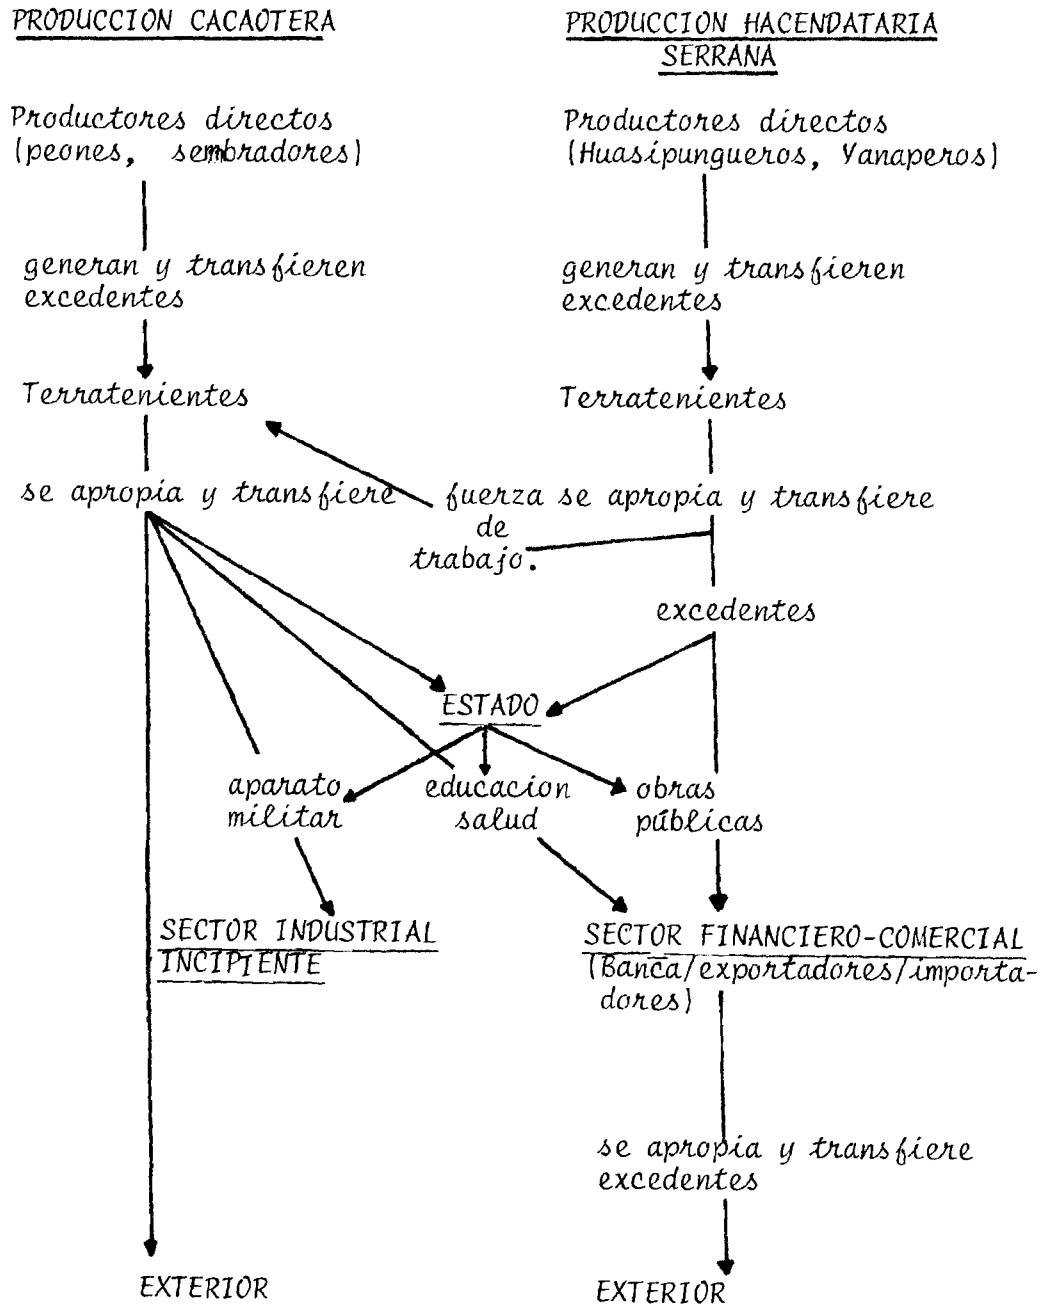 PRODUCCION CACAOTERA
PRODUCCION HACENDATARIA
SERRANA
Productores directos
(peones, sembradores)
Productores directos
(Huasipungueros, Yanaperos)
generan y transfieren
excedentes
generan y transfieren
excedentes
Terratenientes
Terratenientes
se apropia y transfiere
fuerza
de
trabajo.
se apropia y transfiere
excedentes
ESTADO
aparato
militar
educacion
salud
obras
públicas
SECTOR INDUSTRIAL
INCIPIENTE
SECTOR FINANCIERO-COMERCIAL
(Banca/exportadores/importa-
dores)
se apropia y transfiere
excedentes
EXTERIOR
EXTERIOR